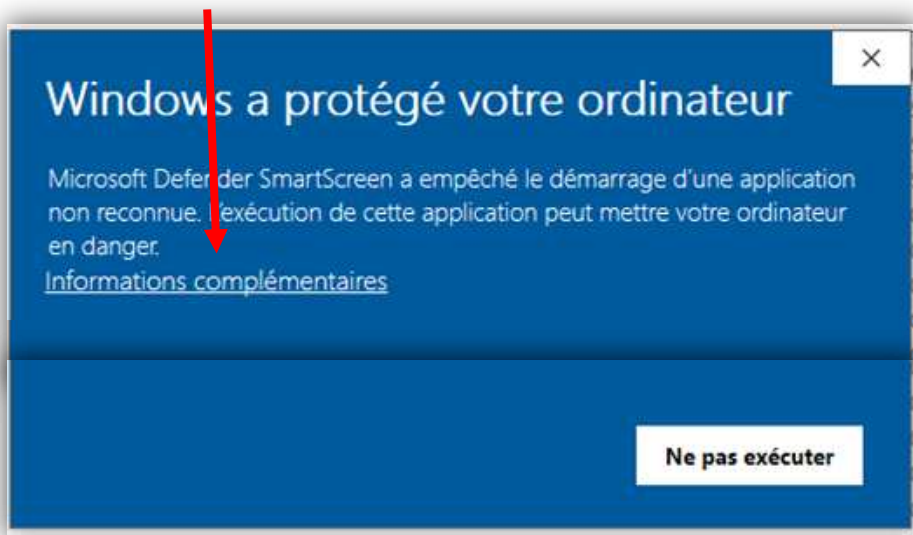 Windows a protégé votre ordinateur
Microsoft Defender SmartScreen a empêché le démarrage d'une application
non reconnue. L'exécution de cette application peut mettre votre ordinateur
en danger.
Informations complémentaires
Ne pas exécuter